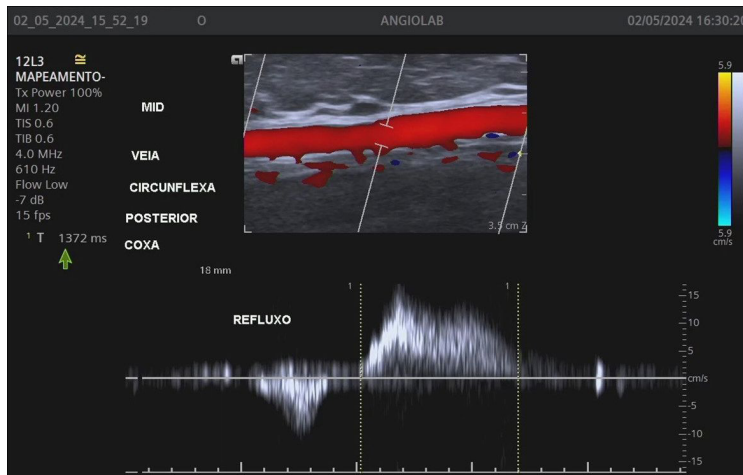 02_05_2024_15_52_19 O ANGIOLAB 02/05/2024 16:30:20
12L3
MAPEAMENTO-
Tx Power 100%
MI 1.20
TIS 0.6
TIB 0.6
4.0 MHz
610 Hz
Flow Low
-7 dB
15 fps
1 T 1372 ms
MID
VEIA
CIRCUNFLEXA
POSTERIOR
COXA
3.5 cm Z
5.9
5.9
cm/s
18 mm
REFLUXO
1 1
15
10
5
cm/s
-5
-10
-15